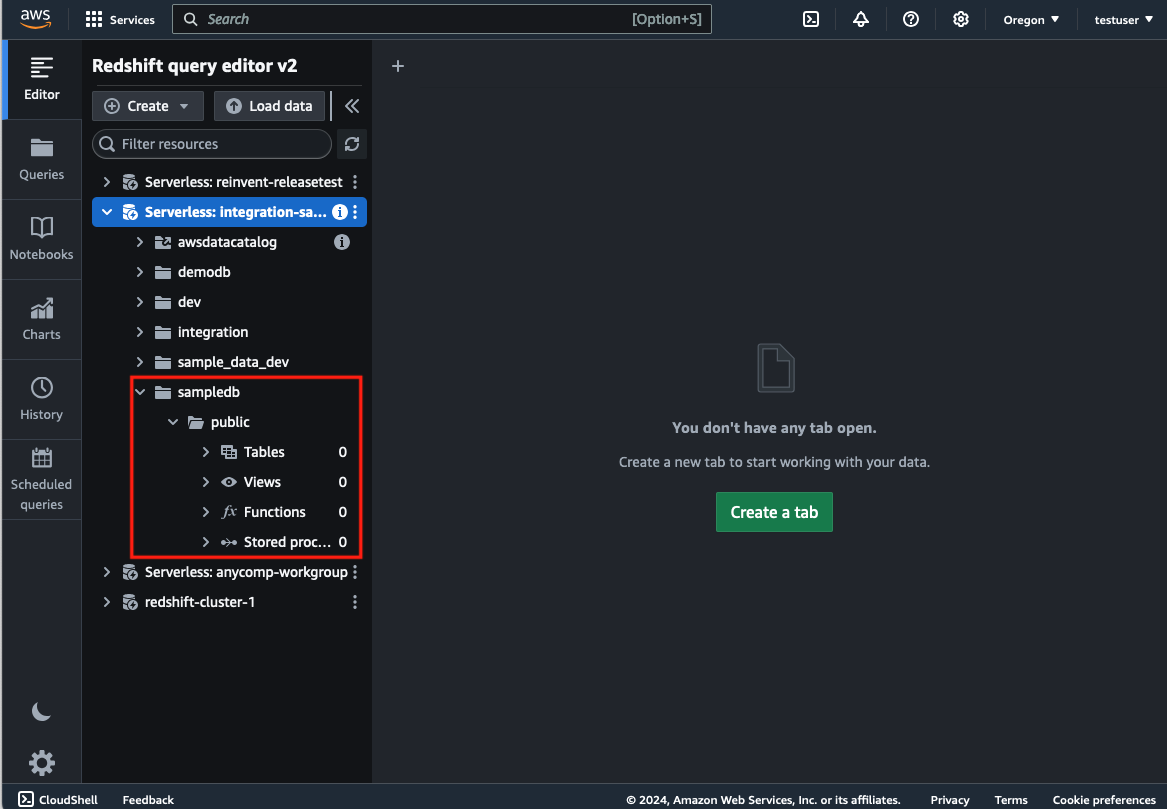 aws
Services
Search
[Option+S]
Oregon
testuser
Editor
Queries
Notebooks
Charts
History
Scheduled
queries
Redshift query editor v2
Create
Load data
Filter resources
Serverless: reinvent-releasetest
Serverless: integration-sa...
awsdatacatalog
demodb
dev
integration
sample_data_dev
sampledb
public
Tables 0
Views 0
fx Functions 0
Stored proc... 0
Serverless: anycomp-workgroup
redshift-cluster-1
You don't have any tab open.
Create a new tab to start working with your data.
Create a tab
CloudShell
Feedback
© 2024, Amazon Web Services, Inc. or its affiliates.
Privacy
Terms
Cookie preferences